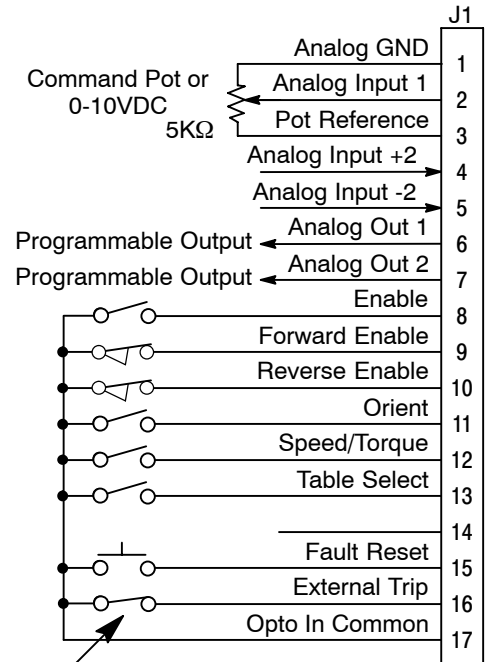 J1
Analog GND 1
Command Pot or
0-10VDC
5KΩ
Analog Input 1 2
Pot Reference 3
Analog Input +2 4
Analog Input -2 5
Programmable Output Analog Out 1 6
Programmable Output Analog Out 2 7
Enable 8
Forward Enable 9
Reverse Enable 10
Orient 11
Speed/Torque 12
Table Select 13
14
Fault Reset 15
External Trip 16
Opto In Common 17